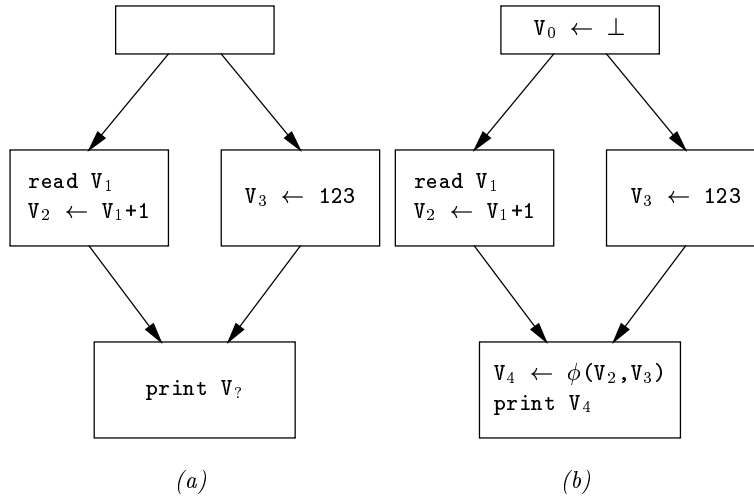 V₀ ← ⊥
read V₁
V₂ ← V₁+1
V₃ ← 123
read V₁
V₂ ← V₁+1
V₃ ← 123
print V?
V₄ ← ϕ(V₂,V₃)
print V₄
(a)
(b)